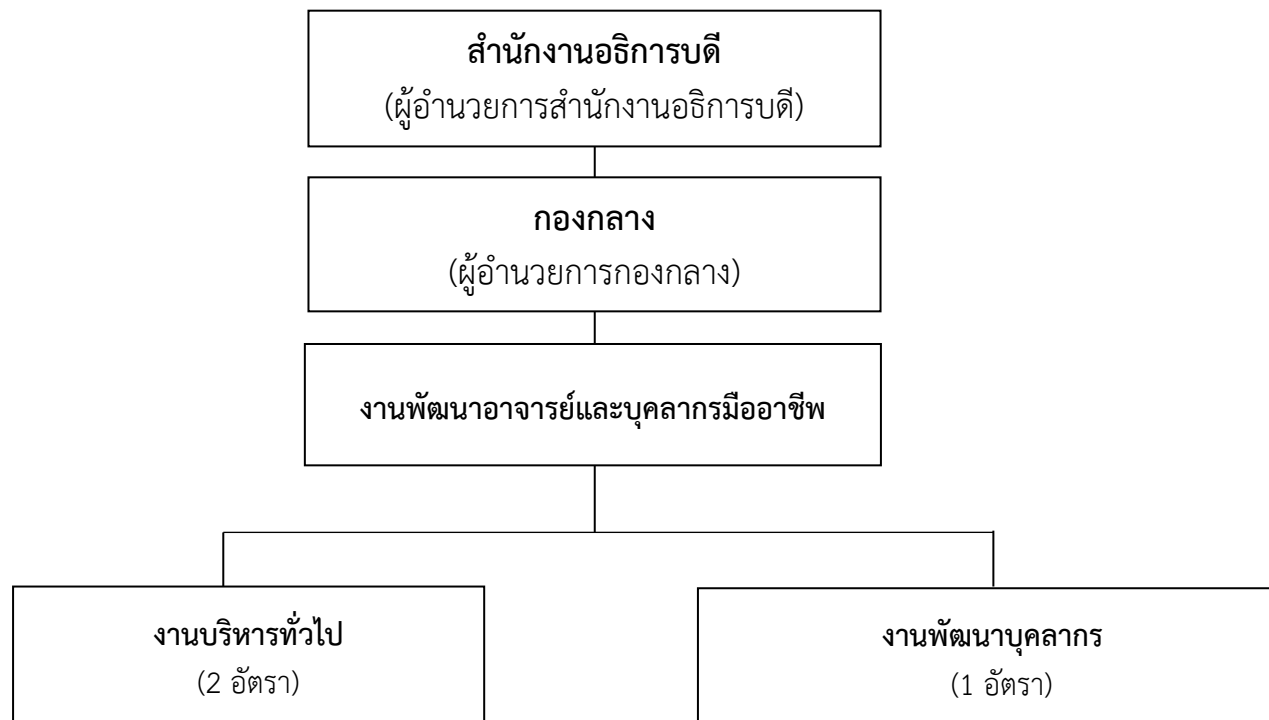 สำนักงานอธิการบดี
(ผู้อำนวยการสำนักงานอธิการบดี)
กองกลาง
(ผู้อำนวยการกองกลาง)
งานพัฒนาอาจารย์และบุคลากรมืออาชีพ
งานบริหารทั่วไป
(2 อัตรา)
งานพัฒนาบุคลากร
(1 อัตรา)